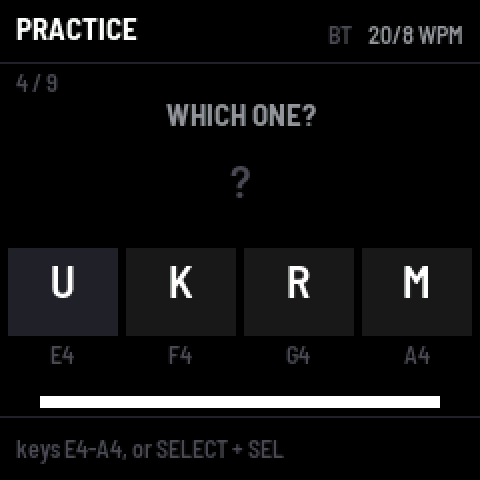 PRACTICE
BT 20/8 WPM
4 / 9
WHICH ONE?
?
U K R M
E4 F4 G4 A4
keys E4-A4, or SELECT + SEL